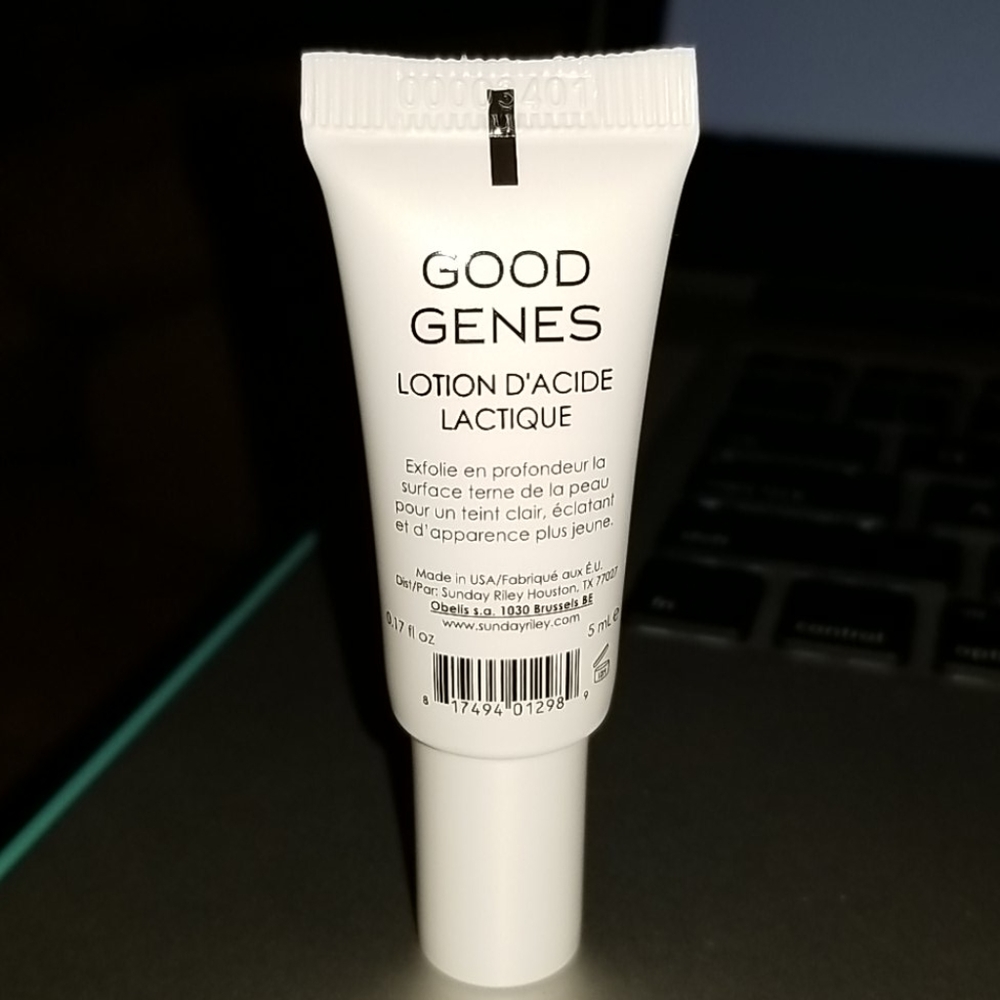 GOOD
GENES
LOTION D'ACIDE
LACTIQUE
Exfolie en profondeur la
surface terne de la peau
pour un teint clair, éclatant
et d'apparence plus jeune.
Made in USA/Fabriqué aux É.U.
Dist/Par: Sunday Riley Houston, TX 77027
Obelis s.a. 1030 Brussels BE
www.sundayriley.com
0.17 fl oz
5 mL e
8 17494 01298 9
control